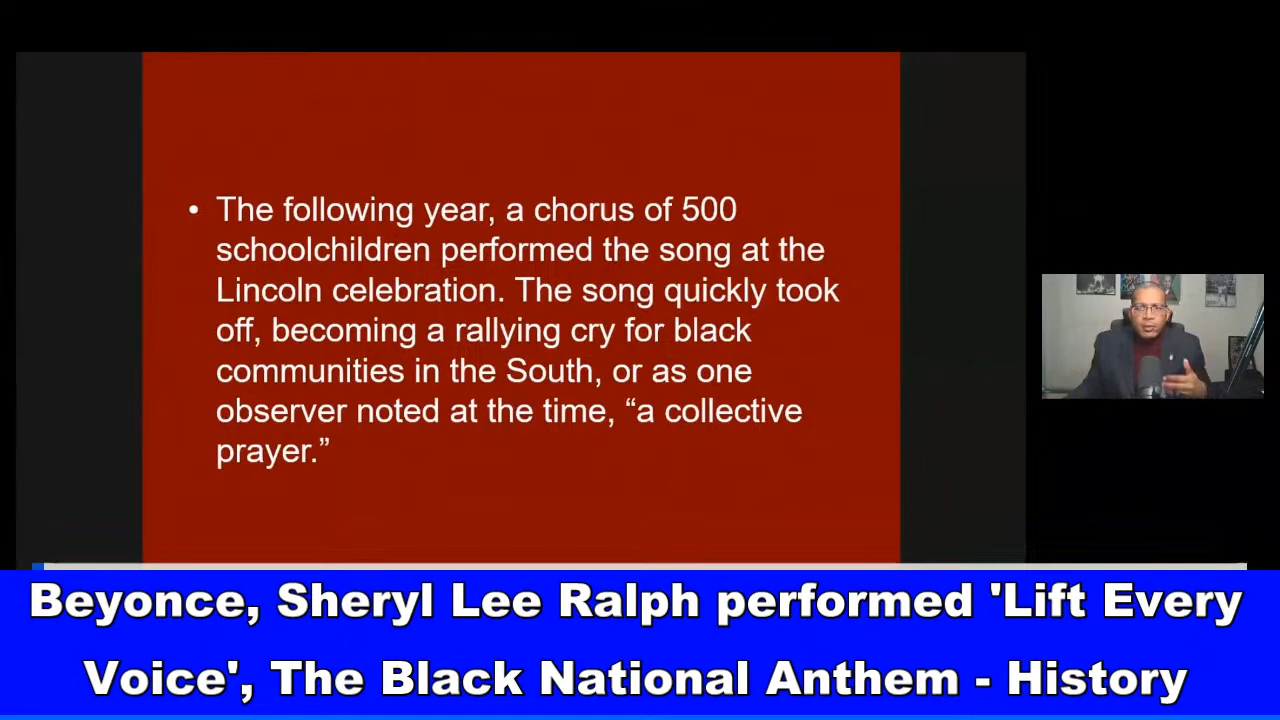 • The following year, a chorus of 500
schoolchildren performed the song at the
Lincoln celebration. The song quickly took
off, becoming a rallying cry for black
communities in the South, or as one
observer noted at the time, “a collective
prayer.”
Beyonce, Sheryl Lee Ralph performed 'Lift Every
Voice', The Black National Anthem - History